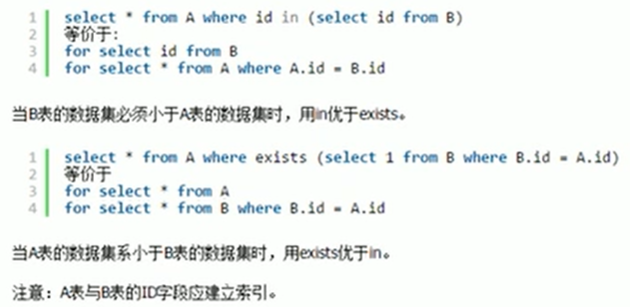 1 select * from A where id in (select id from B)
2 等价于:
3 for select id from B
4 for select * from A where A.id = B.id
当B表的数据集必须小于A表的数据集时，用in优于exists。
1 select * from A where exists (select 1 from B where B.id = A.id)
2 等价于
3 for select * from A
4 for select * from B where B.id = A.id
当A表的数据集系小于B表的数据集时，用exists优于in。
注意：A表与B表的ID字段应建立索引。